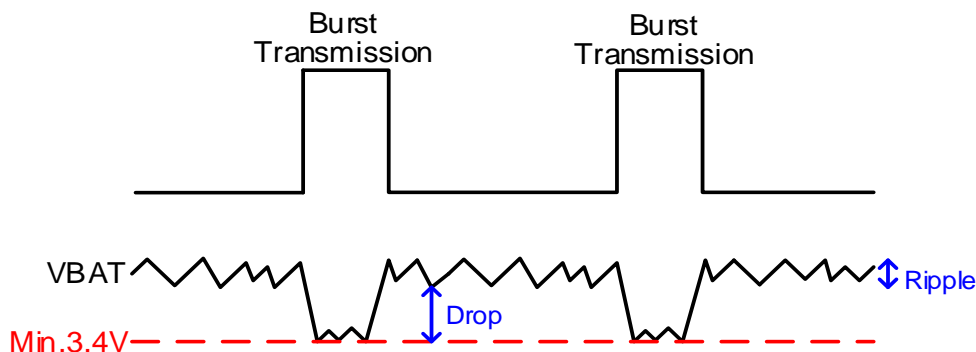 Burst
Transmission
Burst
Transmission
VBAT
Ripple
Drop
Min.3.4V